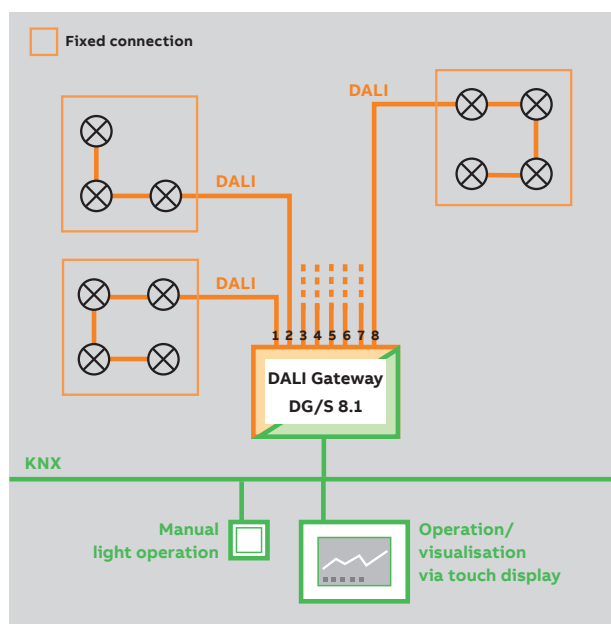 Fixed connection
DALI
DALI
DALI
1 2 3 4 5 6 7 8
DALI Gateway
DG/S 8.1
KNX
Manual
light operation
Operation/
visualisation
via touch display